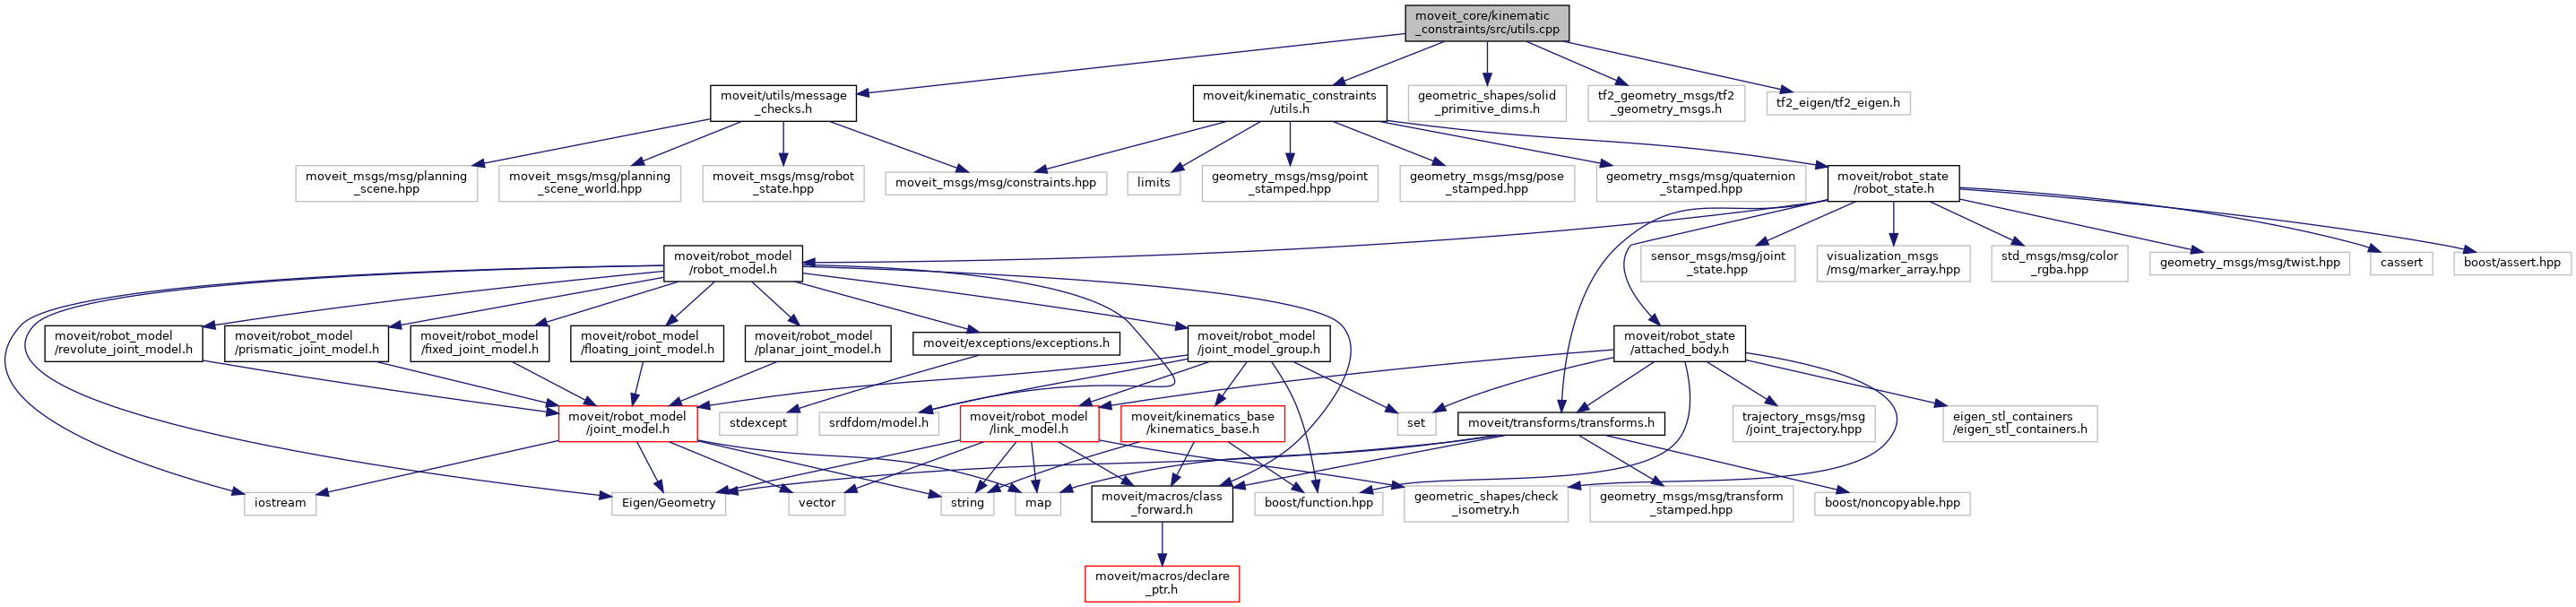 moveit_core/kinematic
_constraints/src/utils.cpp
moveit/utils/message
_checks.h
moveit/kinematic_constraints
/utils.h
geometric_shapes/solid
_primitive_dims.h
tf2_geometry_msgs/tf2
_geometry_msgs.h
tf2_eigen/tf2_eigen.h
moveit_msgs/msg/planning
_scene.hpp
moveit_msgs/msg/planning
_scene_world.hpp
moveit_msgs/msg/robot
_state.hpp
moveit_msgs/msg/constraints.hpp
limits
geometry_msgs/msg/point
_stamped.hpp
geometry_msgs/msg/pose
_stamped.hpp
geometry_msgs/msg/quaternion
_stamped.hpp
moveit/robot_state
/robot_state.h
moveit/robot_model
/robot_model.h
sensor_msgs/msg/joint
_state.hpp
visualization_msgs
/msg/marker_array.hpp
std_msgs/msg/color
_rgba.hpp
geometry_msgs/msg/twist.hpp
cassert
boost/assert.hpp
moveit/robot_model
/revolute_joint_model.h
moveit/robot_model
/prismatic_joint_model.h
moveit/robot_model
/fixed_joint_model.h
moveit/robot_model
/floating_joint_model.h
moveit/robot_model
/planar_joint_model.h
moveit/exceptions/exceptions.h
moveit/robot_model
/joint_model_group.h
moveit/robot_state
/attached_body.h
moveit/robot_model
/joint_model.h
stdexcept
srdfdom/model.h
moveit/robot_model
/link_model.h
moveit/kinematics_base
/kinematics_base.h
set
moveit/transforms/transforms.h
trajectory_msgs/msg
/joint_trajectory.hpp
eigen_stl_containers
/eigen_stl_containers.h
iostream
Eigen/Geometry
vector
string
map
moveit/macros/class
_forward.h
boost/function.hpp
geometric_shapes/check
_isometry.h
geometry_msgs/msg/transform
_stamped.hpp
boost/noncopyable.hpp
moveit/macros/declare
_ptr.h